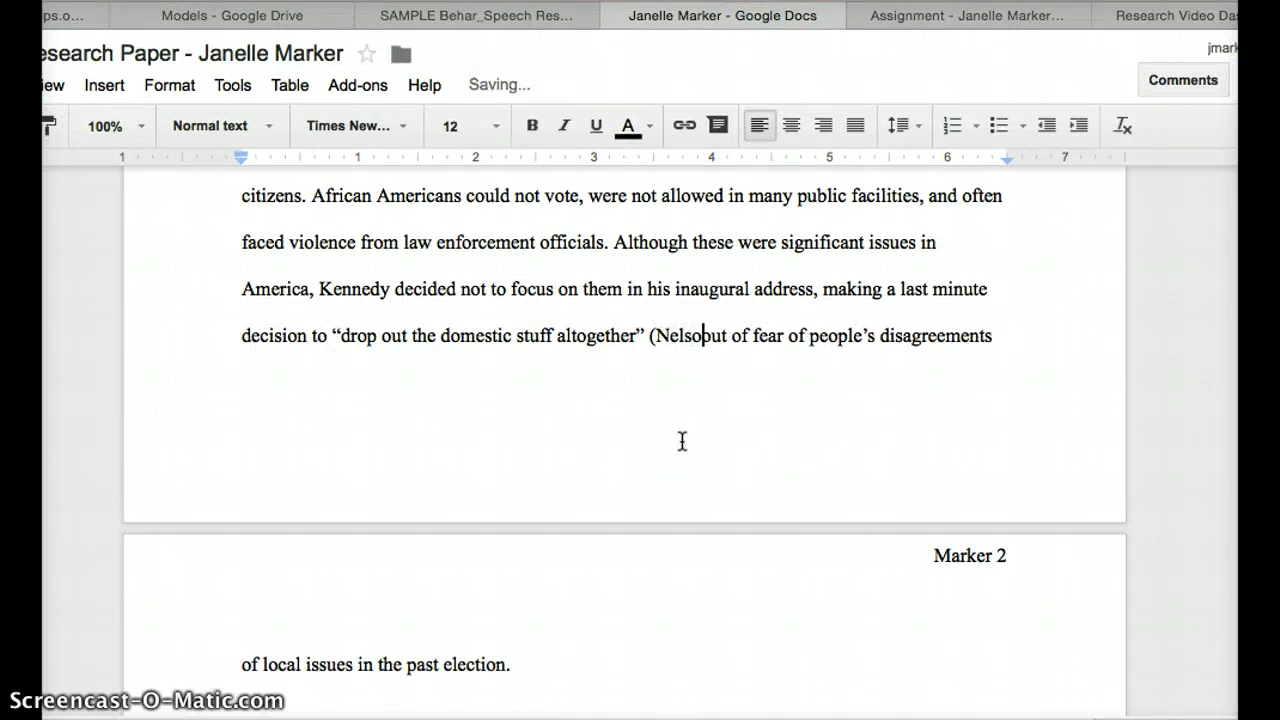 ps.o...
Models - Google Drive
SAMPLE Behar_Speech Res...
Janelle Marker - Google Docs
Assignment - Janelle Marker...
Research Video Da
esearch Paper - Janelle Marker
jmark
iew Insert Format Tools Table Add-ons Help Saving...
Comments
100% Normal text Times New... 12 B I U A
1 1 2 3 4 5 6 7
citizens. African Americans could not vote, were not allowed in many public facilities, and often
faced violence from law enforcement officials. Although these were significant issues in
America, Kennedy decided not to focus on them in his inaugural address, making a last minute
decision to “drop out the domestic stuff altogether” (Nelsoout of fear of people’s disagreements
Marker 2
of local issues in the past election.
Screencast-O-Matic.com